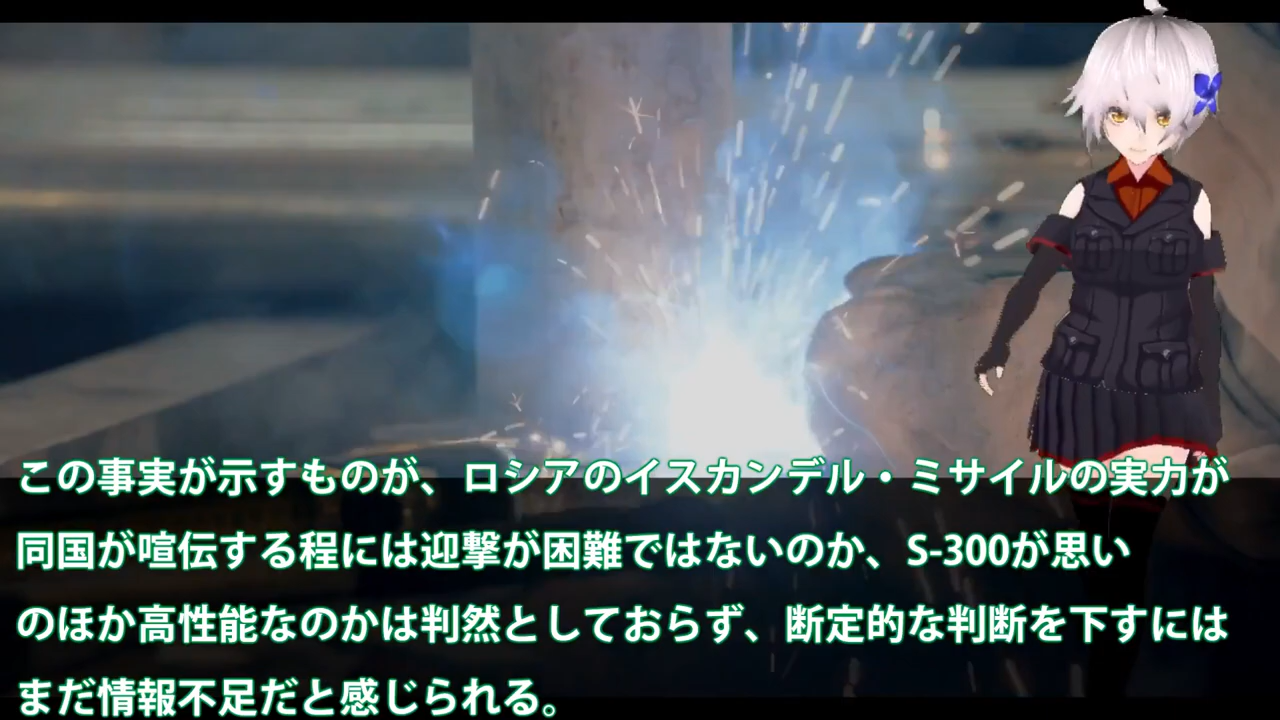 この事実が示すものが、ロシアのイスカンデル・ミサイルの実力が
同国が喧伝する程には迎撃が困難ではないのか、S-300が思い
のほか高性能なのかは判然としておらず、断定的な判断を下すには
まだ情報不足だと感じられる。